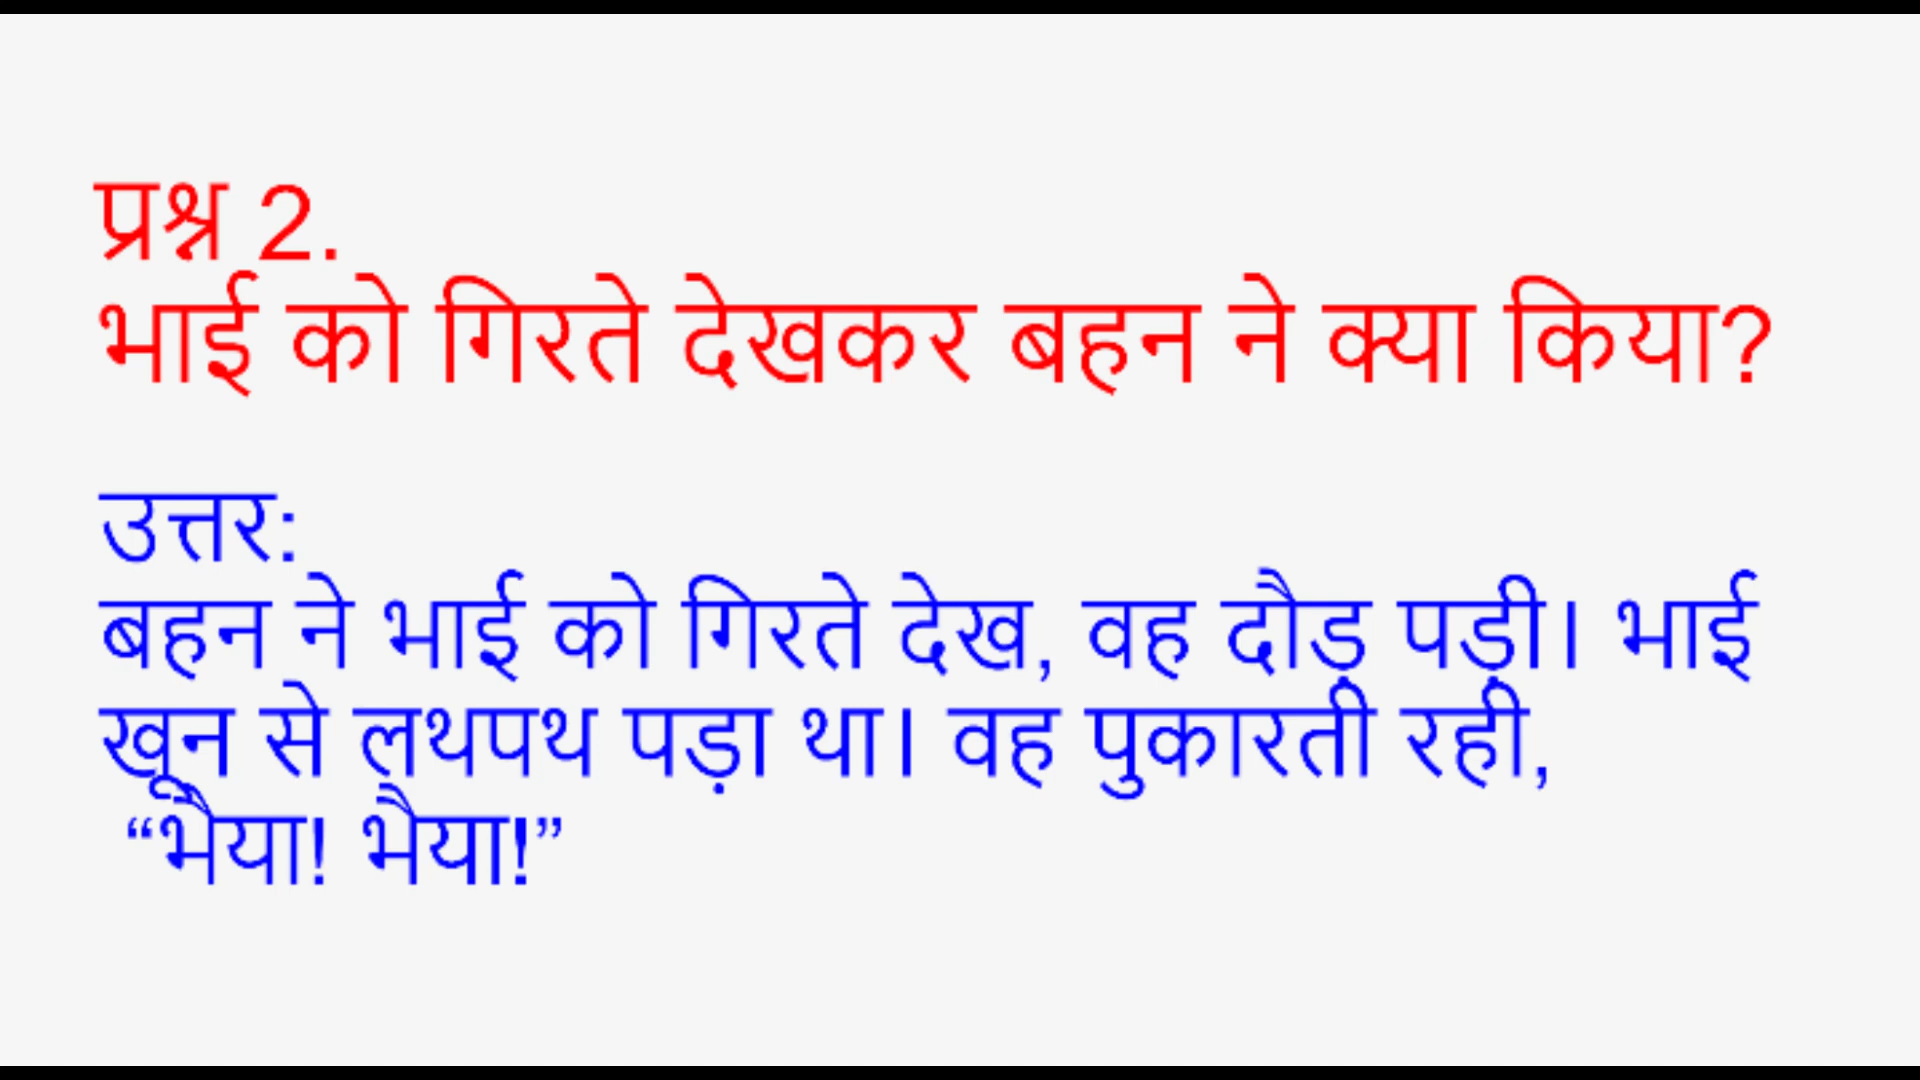 प्रश्न 2.
भाई को गिरते देखकर बहन ने क्या किया?
उत्तर:
बहन ने भाई को गिरते देख, वह दौड़ पड़ी। भाई
खून से लथपथ पड़ा था। वह पुकारती रही,
“भैया! भैया!”